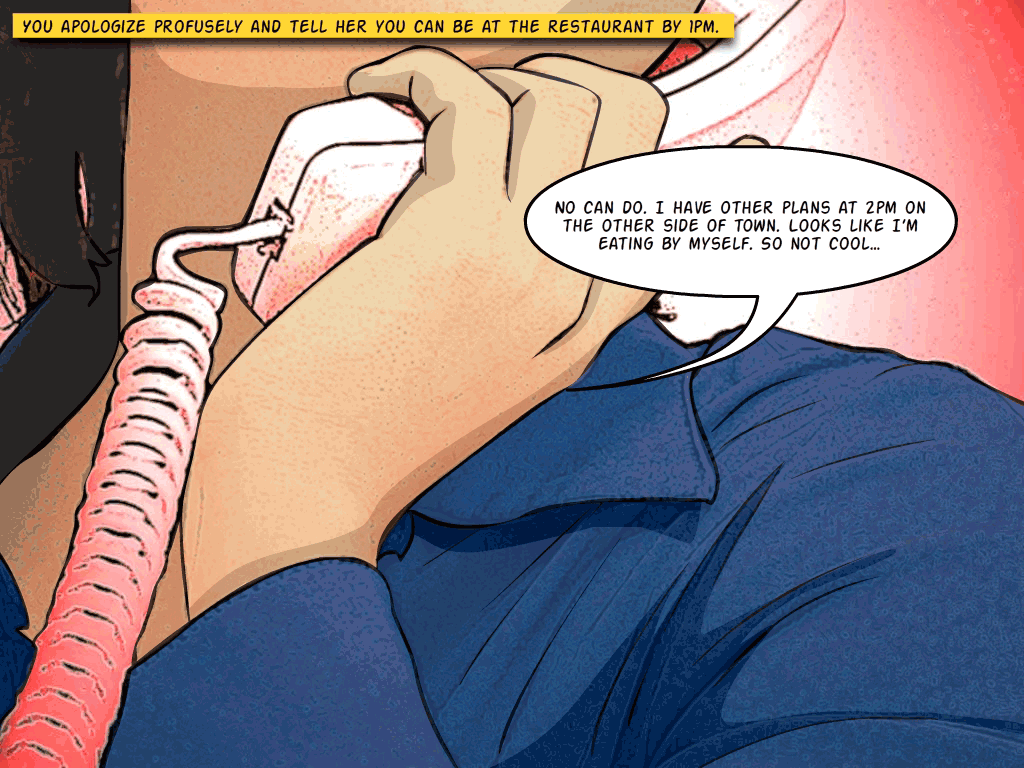 YOU APOLOGIZE PROFUSELY AND TELL HER YOU CAN BE AT THE RESTAURANT BY 1PM.
NO CAN DO. I HAVE OTHER PLANS AT 2PM ON
THE OTHER SIDE OF TOWN. LOOKS LIKE I'M
EATING BY MYSELF. SO NOT COOL...